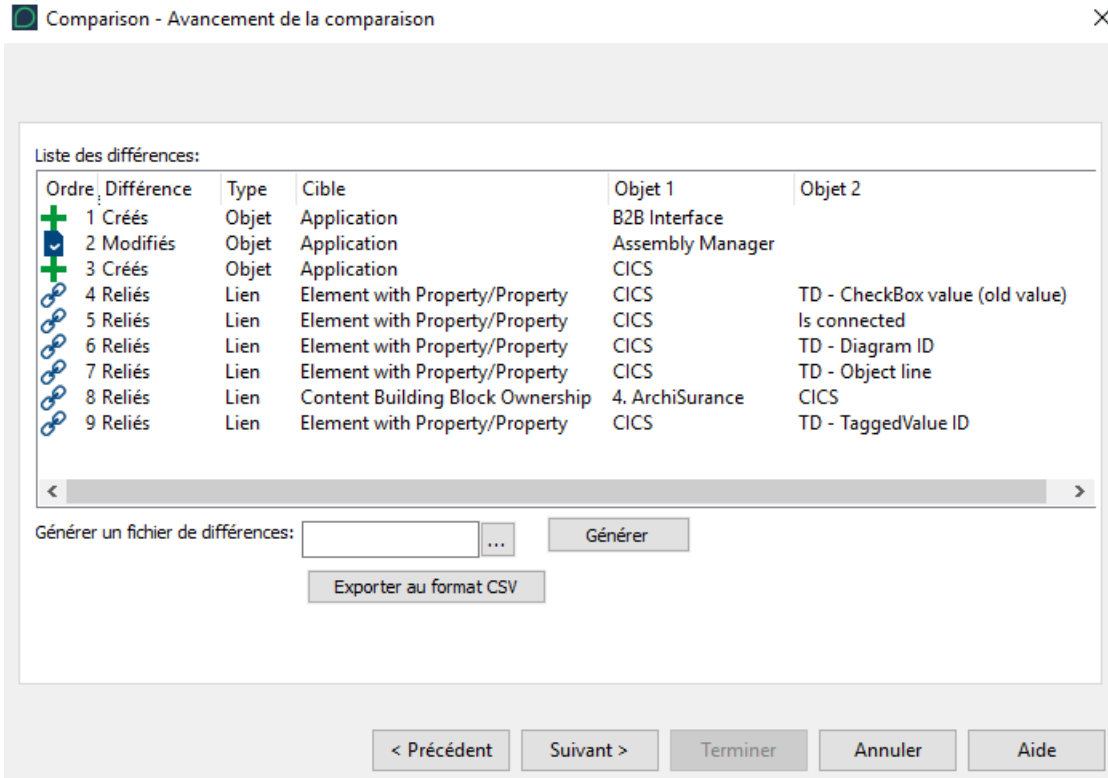 Comparison - Avancement de la comparaison
Liste des différences:
Ordre Différence Type Cible Objet 1 Objet 2
1 Créés Objet Application B2B Interface
2 Modifiés Objet Application Assembly Manager
3 Créés Objet Application CICS
4 Reliés Lien Element with Property/Property CICS TD - CheckBox value (old value)
5 Reliés Lien Element with Property/Property CICS Is connected
6 Reliés Lien Element with Property/Property CICS TD - Diagram ID
7 Reliés Lien Element with Property/Property CICS TD - Object line
8 Reliés Lien Content Building Block Ownership 4. ArchiSurance CICS
9 Reliés Lien Element with Property/Property CICS TD - TaggedValue ID
Générer un fichier de différences: ... Générer
Exporter au format CSV
< Précédent Suivant > Terminer Annuler Aide